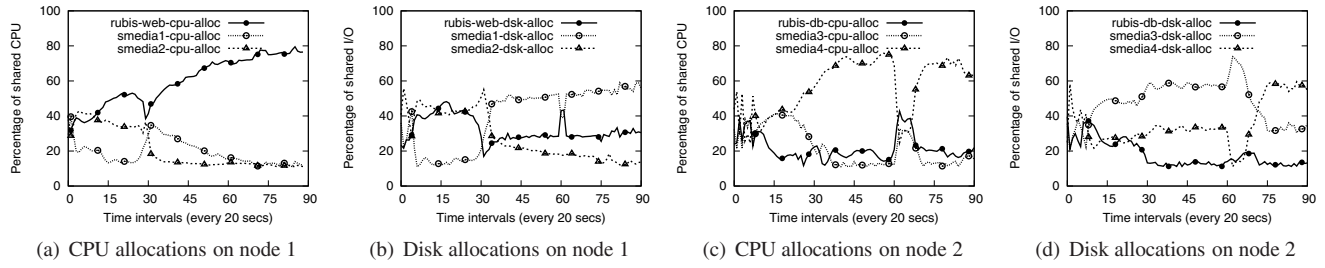 rubis-web-cpu-alloc
smedia1-cpu-alloc
smedia2-cpu-alloc
Percentage of shared CPU
100
80
60
40
20
0
0 15 30 45 60 75 90
Time intervals (every 20 secs)
(a) CPU allocations on node 1
rubis-web-dsk-alloc
smedia1-dsk-alloc
smedia2-dsk-alloc
Percentage of shared I/O
100
80
60
40
20
0
0 15 30 45 60 75 90
Time intervals (every 20 secs)
(b) Disk allocations on node 1
rubis-db-cpu-alloc
smedia3-cpu-alloc
smedia4-cpu-alloc
Percentage of shared CPU
100
80
60
40
20
0
0 15 30 45 60 75 90
Time intervals (every 20 secs)
(c) CPU allocations on node 2
rubis-db-dsk-alloc
smedia3-dsk-alloc
smedia4-dsk-alloc
Percentage of shared I/O
100
80
60
40
20
0
0 15 30 45 60 75 90
Time intervals (every 20 secs)
(d) Disk allocations on node 2